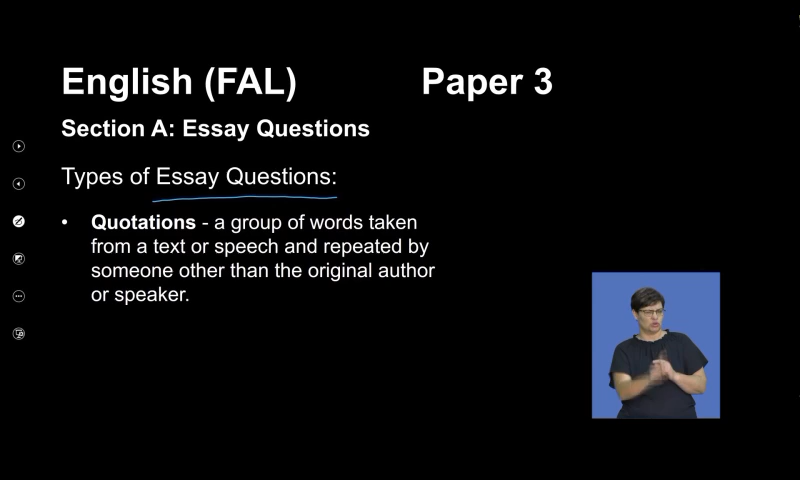 English (FAL) Paper 3
Section A: Essay Questions
Types of Essay Questions:
• Quotations - a group of words taken
from a text or speech and repeated by
someone other than the original author
or speaker.